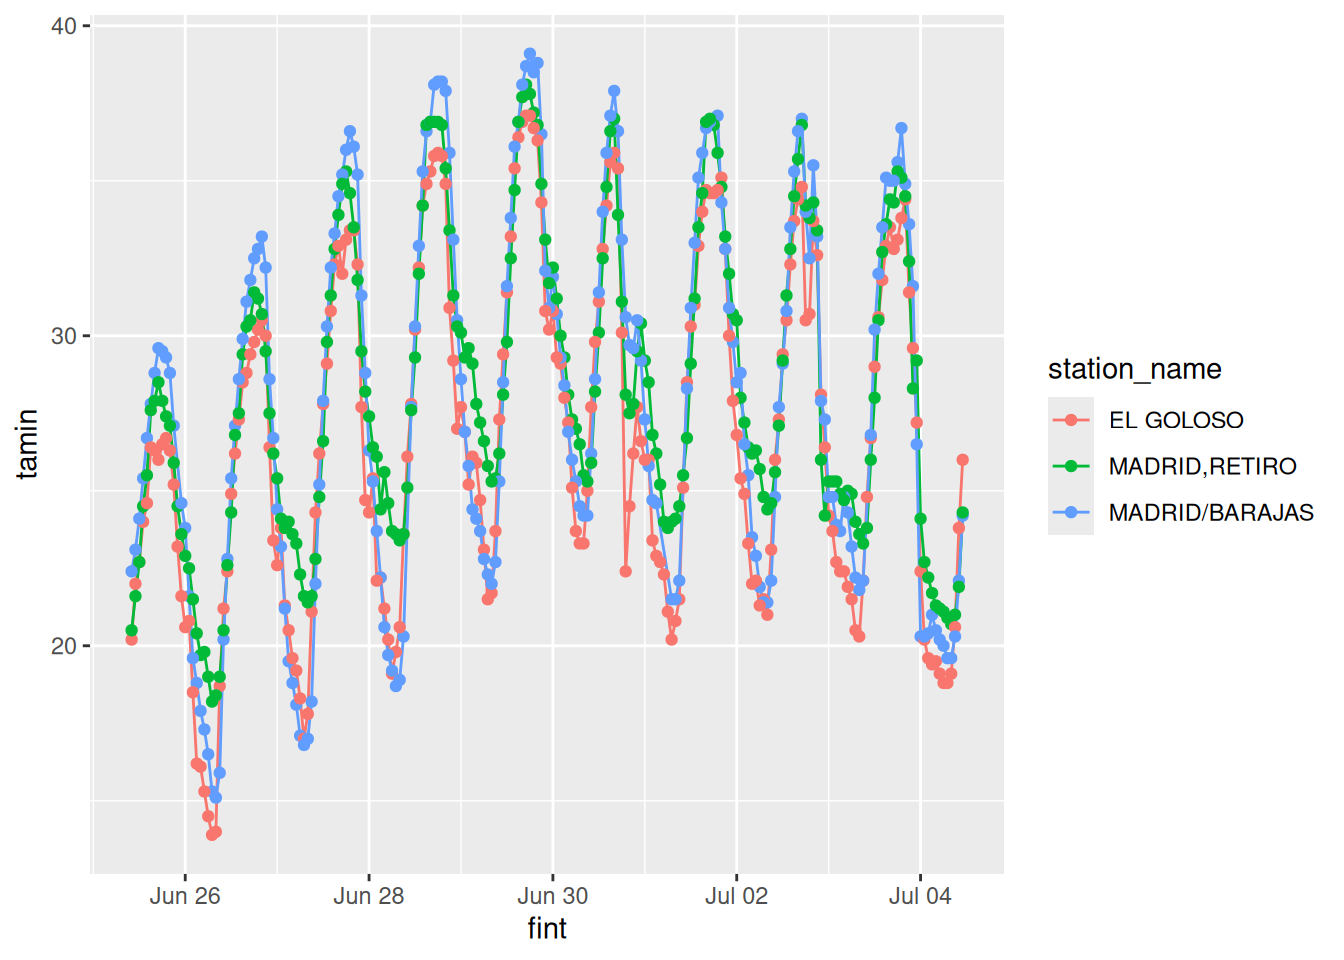 40
30
20
tamin
Jun 26
Jun 28
Jun 30
Jul 02
Jul 04
fint
station_name
EL GOLOSO
MADRID,RETIRO
MADRID/BARAJAS